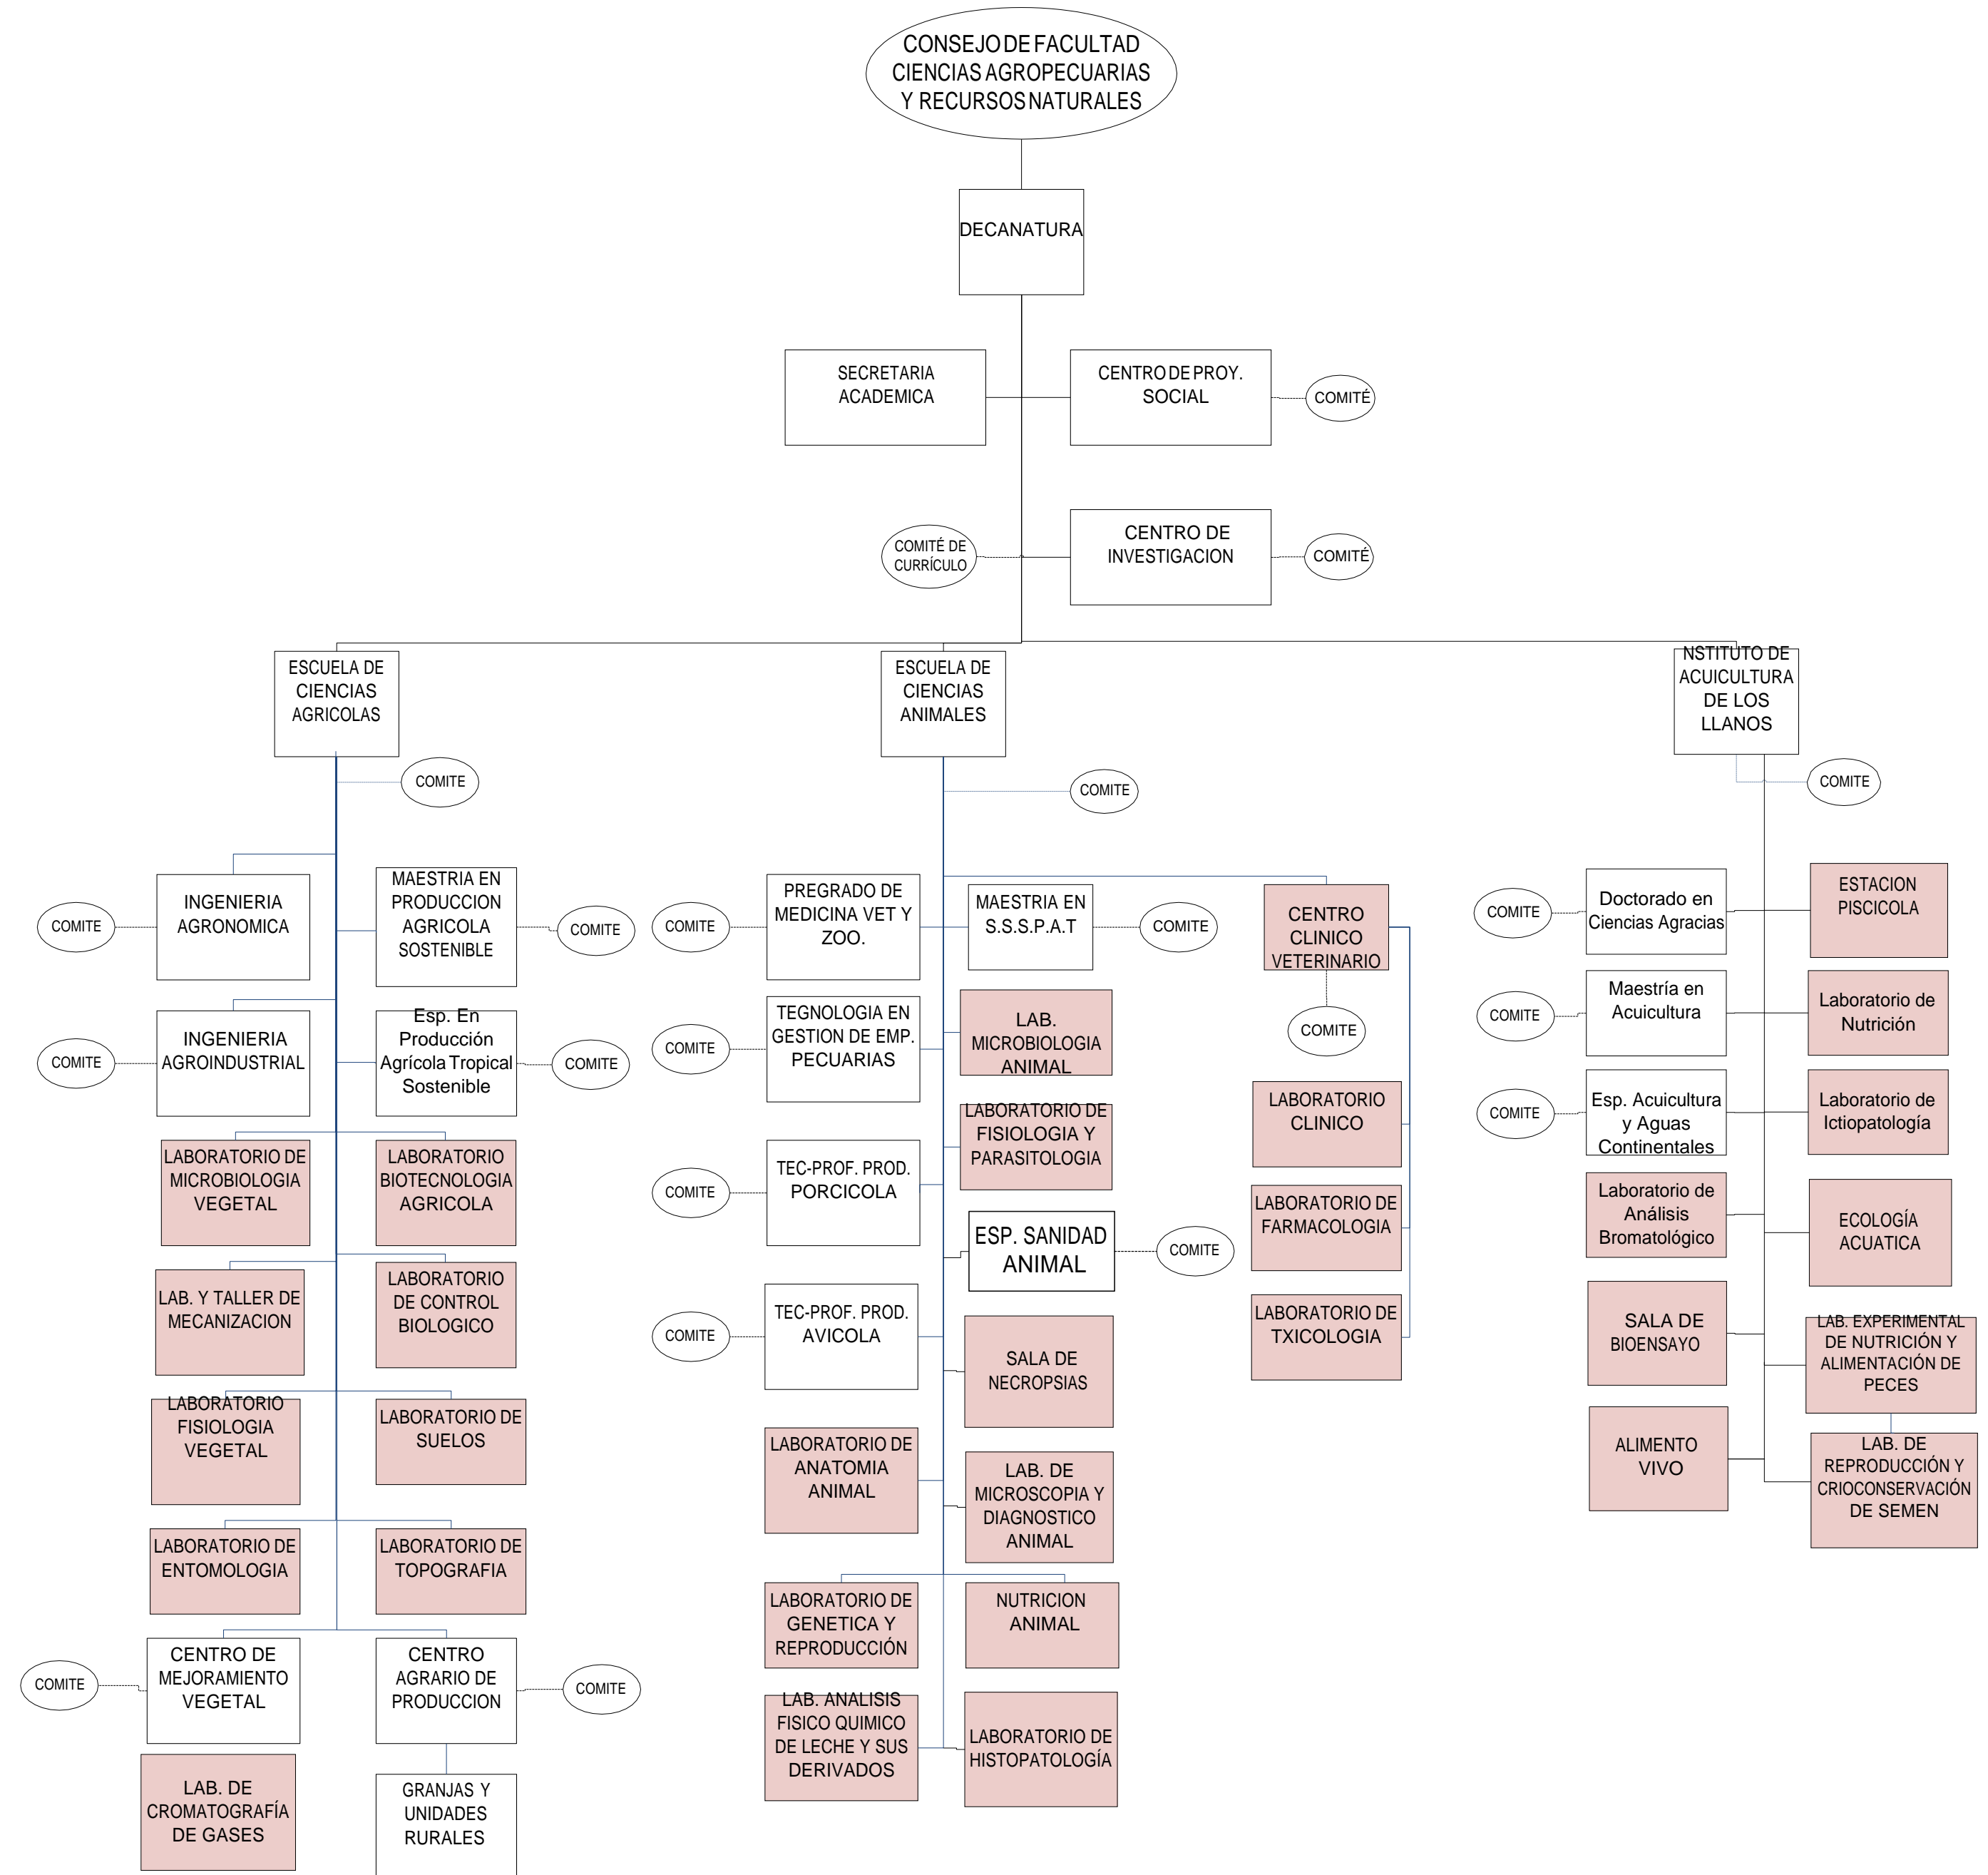 CONSEJO DE FACULTAD
CIENCIAS AGROPECUARIAS
Y RECURSOS NATURALES
DECANATURA
SECRETARIA
ACADEMICA
CENTRO DE PROY.
SOCIAL
COMITÉ
COMITÉ DE
CURRÍCULO
CENTRO DE
INVESTIGACION
COMITÉ
ESCUELA DE
CIENCIAS
AGRICOLAS
COMITE
INGENIERIA
AGRONOMICA
COMITE
MAESTRIA EN
PRODUCCION
AGRICOLA
SOSTENIBLE
COMITE
INGENIERIA
AGROINDUSTRIAL
COMITE
Esp. En
Producción
Agrícola Tropical
Sostenible
COMITE
LABORATORIO DE
MICROBIOLOGIA
VEGETAL
LABORATORIO
BIOTECNOLOGIA
AGRICOLA
LAB. Y TALLER DE
MECANIZACION
LABORATORIO
DE CONTROL
BIOLOGICO
LABORATORIO
FISIOLOGIA
VEGETAL
LABORATORIO DE
SUELOS
LABORATORIO DE
ENTOMOLOGIA
LABORATORIO DE
TOPOGRAFIA
COMITE
CENTRO DE
MEJORAMIENTO
VEGETAL
CENTRO
AGRARIO DE
PRODUCCION
COMITE
LAB. DE
CROMATOGRAFÍA
DE GASES
GRANJAS Y
UNIDADES
RURALES
ESCUELA DE
CIENCIAS
ANIMALES
COMITE
COMITE
PREGRADO DE
MEDICINA VET Y
ZOO.
MAESTRIA EN
S.S.S.P.A.T
COMITE
CENTRO
CLINICO
VETERINARIO
COMITE
COMITE
TEGNOLOGIA EN
GESTION DE EMP.
PECUARIAS
LAB.
MICROBIOLOGIA
ANIMAL
LABORATORIO DE
FISIOLOGIA Y
PARASITOLOGIA
LABORATORIO
CLINICO
COMITE
TEC-PROF. PROD.
PORCICOLA
ESP. SANIDAD
ANIMAL
COMITE
LABORATORIO DE
FARMACOLOGIA
COMITE
TEC-PROF. PROD.
AVICOLA
SALA DE
NECROPSIAS
LABORATORIO DE
TXICOLOGIA
LABORATORIO DE
ANATOMIA
ANIMAL
LAB. DE
MICROSCOPIA Y
DIAGNOSTICO
ANIMAL
LABORATORIO DE
GENETICA Y
REPRODUCCIÓN
NUTRICION
ANIMAL
LAB. ANALISIS
FISICO QUIMICO
DE LECHE Y SUS
DERIVADOS
LABORATORIO DE
HISTOPATOLOGÍA
NSTITUTO DE
ACUICULTURA
DE LOS
LLANOS
COMITE
COMITE
Doctorado en
Ciencias Agracias
ESTACION
PISCICOLA
COMITE
Maestría en
Acuicultura
Laboratorio de
Nutrición
COMITE
Esp. Acuicultura
y Aguas
Continentales
Laboratorio de
Ictiopatología
Laboratorio de
Análisis
Bromatológico
ECOLOGÍA
ACUATICA
SALA DE
BIOENSAYO
LAB. EXPERIMENTAL
DE NUTRICIÓN Y
ALIMENTACIÓN DE
PECES
ALIMENTO
VIVO
LAB. DE
REPRODUCCIÓN Y
CRIOCONSERVACIÓN
DE SEMEN